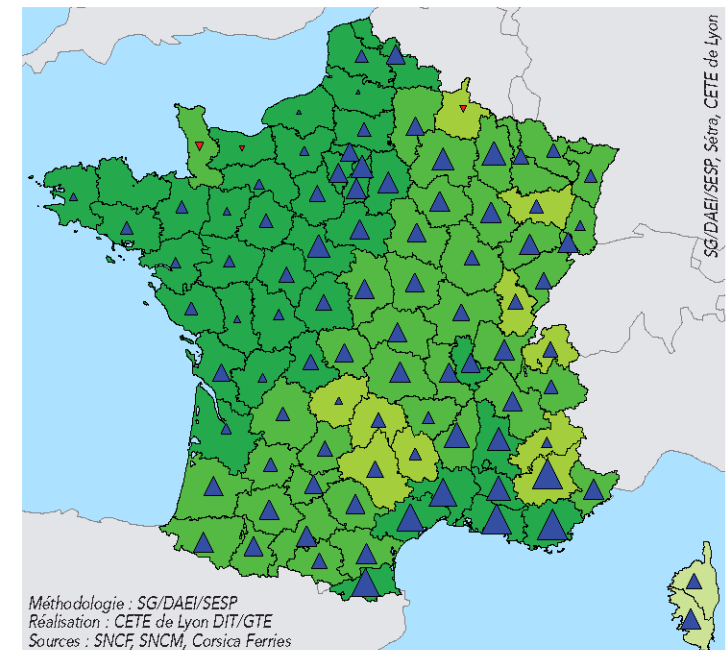 SG/DAEI/SESP, Sétra, CETE de Lyon
Méthodologie : SG/DAEI/SESP
Réalisation : CETE de Lyon DIT/GTE
Sources : SNCF, SNCM, Corsica Ferries